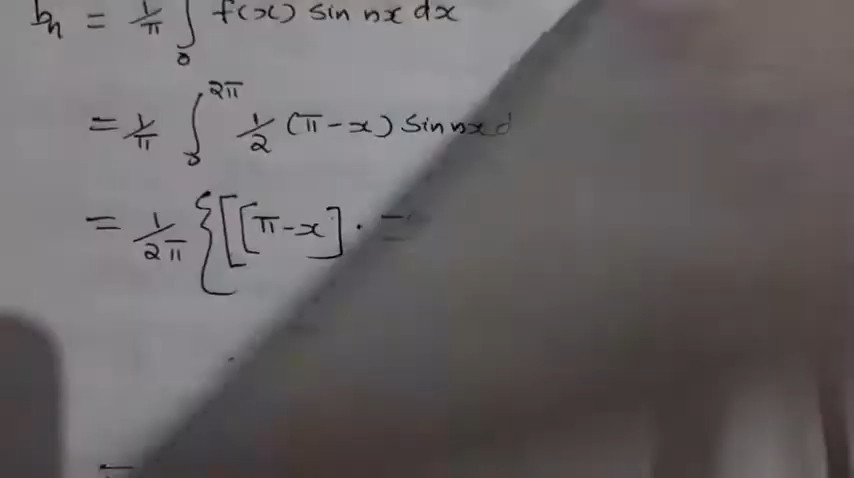 bn = 1/π ∫0 f(x) sin nx dx
= 1/π ∫0^2π 1/2 (π-x) sin nx d
= 1/2π {[[π-x] · -